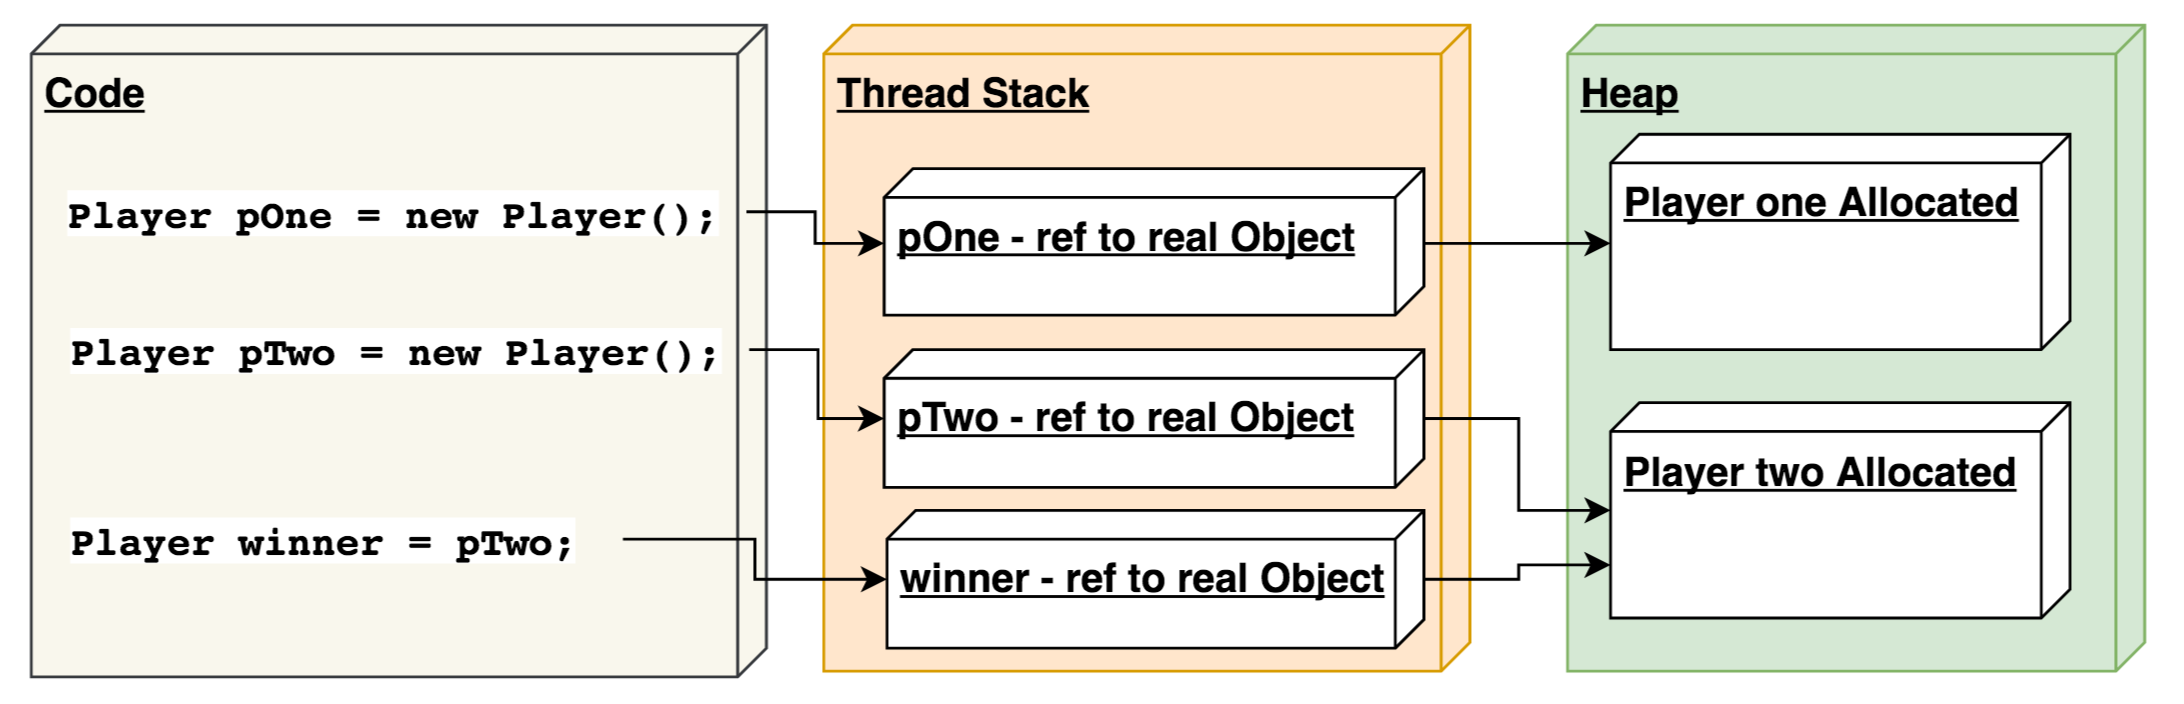 Code
Player pOne = new Player();
Player pTwo = new Player();
Player winner = pTwo;
Thread Stack
pOne - ref to real Object
pTwo - ref to real Object
winner - ref to real Object
Heap
Player one Allocated
Player two Allocated